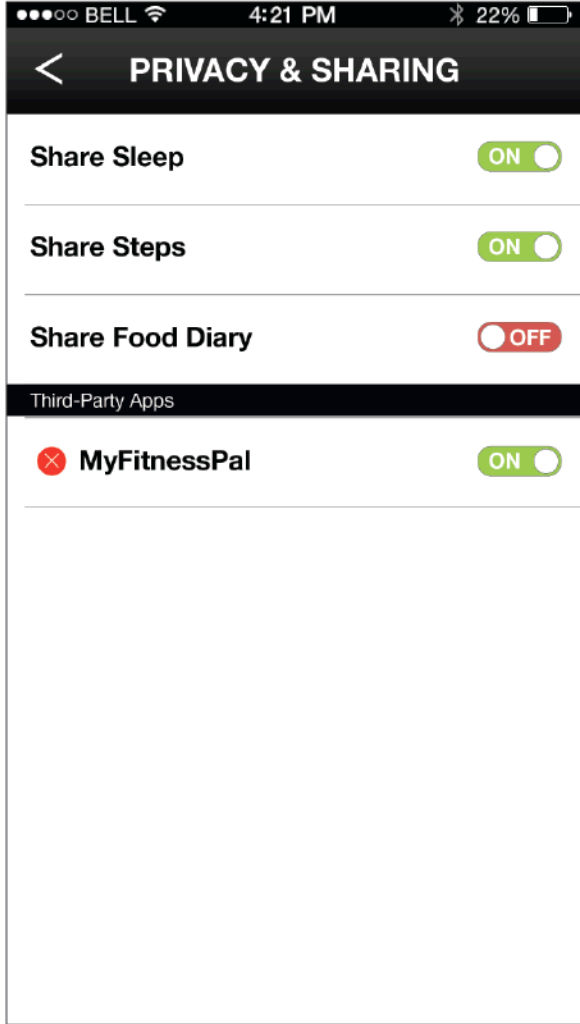 BELL 4:21 PM 22%
< PRIVACY & SHARING
Share Sleep ON
Share Steps ON
Share Food Diary OFF
Third-Party Apps
MyFitnessPal ON